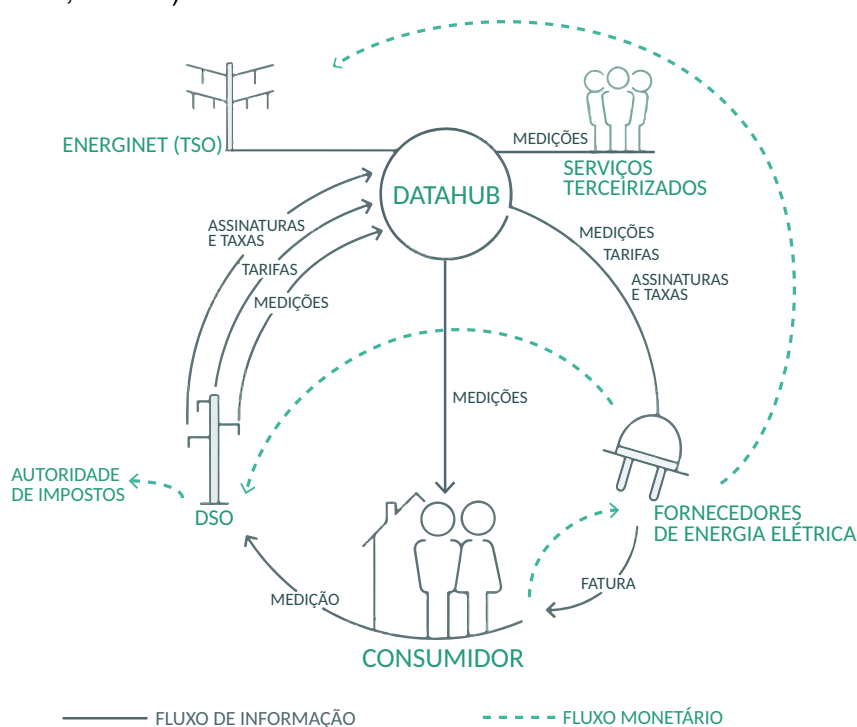 MEDIÇÕES
ENERGINET (TSO)
SERVIÇOS
TERCEIRIZADOS
DATAHUB
ASSINATURAS
E TAXAS
TARIFAS
MEDIÇÕES
MEDIÇÕES
TARIFAS
ASSINATURAS
E TAXAS
MEDIÇÕES
AUTORIDADE
DE IMPOSTOS
DSO
FORNECEDORES
DE ENERGIA ELÉTRICA
MEDIÇÃO
FATURA
CONSUMIDOR
FLUXO DE INFORMAÇÃO
FLUXO MONETÁRIO